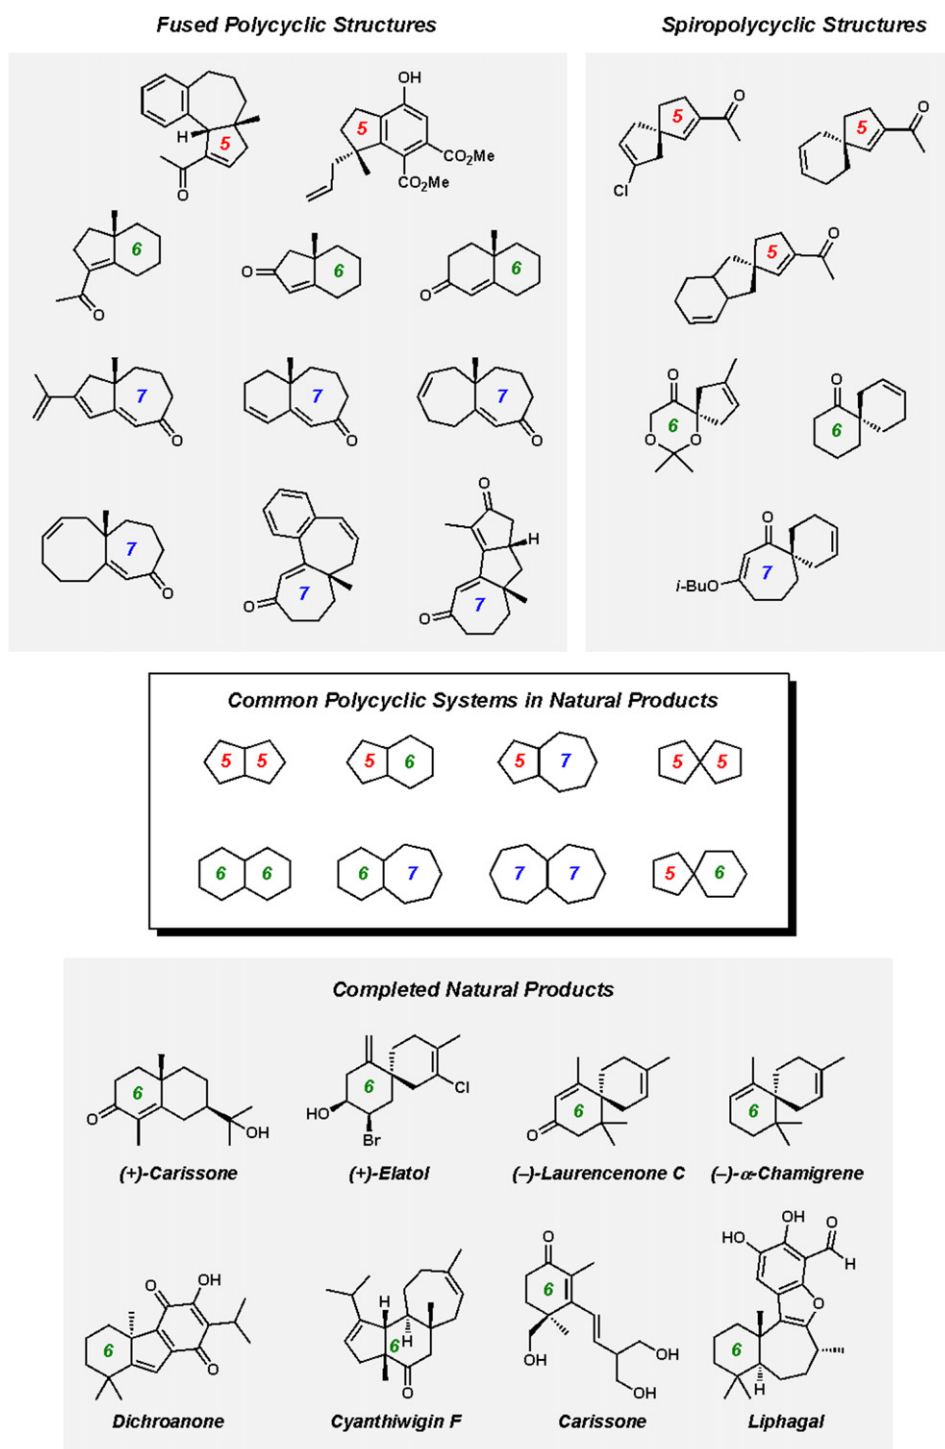 Fused Polycyclic Structures
Spiropolycyclic Structures
H
5
O
OH
5
CO2Me
CO2Me
5
O
Cl
5
O
6
O
O
6
O
6
5
O
7
O
7
O
7
O
O
6
O
O
O
6
7
O
O
7
O
H
O
7
O
7
i-BuO
Common Polycyclic Systems in Natural Products
5 5
5 6
5 7
5 5
6 6
6 7
7 7
5 6
Completed Natural Products
6
O
OH
(+)-Carissone
6
Cl
HO
Br
(+)-Elatol
6
O
(–)-Laurencenone C
6
(–)-α-Chamigrene
O
OH
6
O
Dichroanone
H
H
6
O
Cyanthiwigin F
O
6
OH
OH
OH
Carissone
OH
HO
O
H
O
6
H
Liphagal